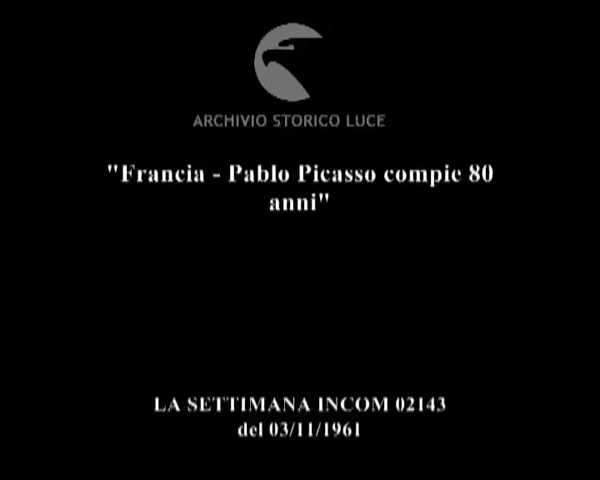 ARCHIVIO STORICO LUCE
"Francia - Pablo Picasso compie 80
anni"
LA SETTIMANA INCOM 02143
del 03/11/1961